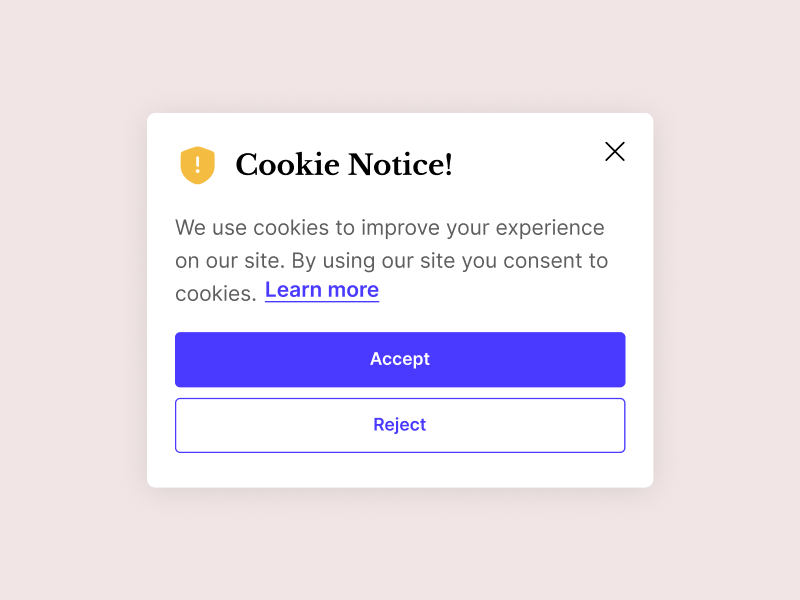 Cookie Notice!
We use cookies to improve your experience
on our site. By using our site you consent to
cookies. Learn more
Accept
Reject